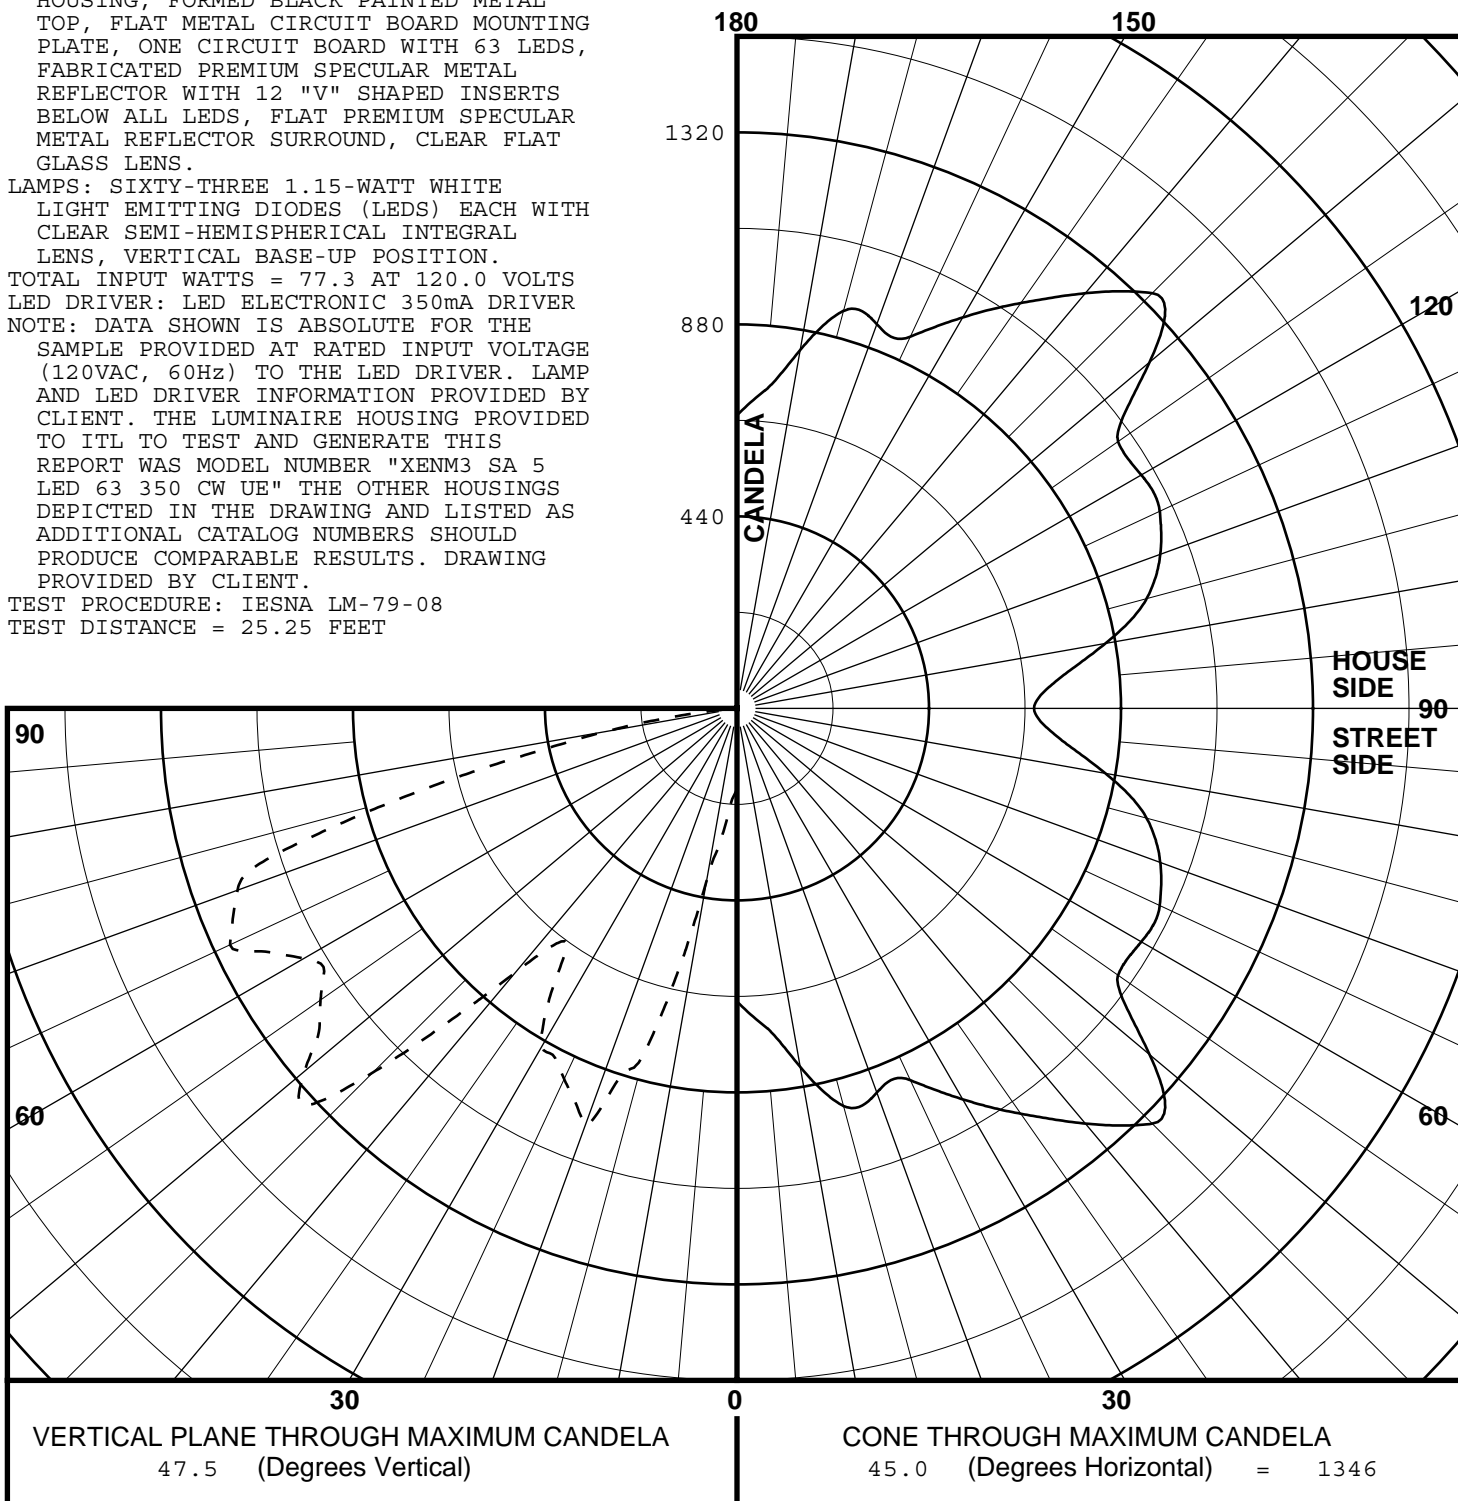 HOUSING, FORMED BLACK PAINTED METAL
TOP, FLAT METAL CIRCUIT BOARD MOUNTING
PLATE, ONE CIRCUIT BOARD WITH 63 LEDS,
FABRICATED PREMIUM SPECULAR METAL
REFLECTOR WITH 12 "V" SHAPED INSERTS
BELOW ALL LEDS, FLAT PREMIUM SPECULAR
METAL REFLECTOR SURROUND, CLEAR FLAT
GLASS LENS.
LAMPS: SIXTY-THREE 1.15-WATT WHITE
LIGHT EMITTING DIODES (LEDS) EACH WITH
CLEAR SEMI-HEMISPHERICAL INTEGRAL
LENS, VERTICAL BASE-UP POSITION.
TOTAL INPUT WATTS = 77.3 AT 120.0 VOLTS
LED DRIVER: LED ELECTRONIC 350mA DRIVER
NOTE: DATA SHOWN IS ABSOLUTE FOR THE
SAMPLE PROVIDED AT RATED INPUT VOLTAGE
(120VAC, 60Hz) TO THE LED DRIVER. LAMP
AND LED DRIVER INFORMATION PROVIDED BY
CLIENT. THE LUMINAIRE HOUSING PROVIDED
TO ITL TO TEST AND GENERATE THIS
REPORT WAS MODEL NUMBER "XENM3 SA 5
LED 63 350 CW UE" THE OTHER HOUSINGS
DEPICTED IN THE DRAWING AND LISTED AS
ADDITIONAL CATALOG NUMBERS SHOULD
PRODUCE COMPARABLE RESULTS. DRAWING
PROVIDED BY CLIENT.
TEST PROCEDURE: IESNA LM-79-08
TEST DISTANCE = 25.25 FEET
180
150
1320
120
880
CANDELA
440
HOUSE
SIDE
90
90
STREET
SIDE
60
60
30
0
30
VERTICAL PLANE THROUGH MAXIMUM CANDELA
47.5 (Degrees Vertical)
CONE THROUGH MAXIMUM CANDELA
45.0 (Degrees Horizontal) = 1346